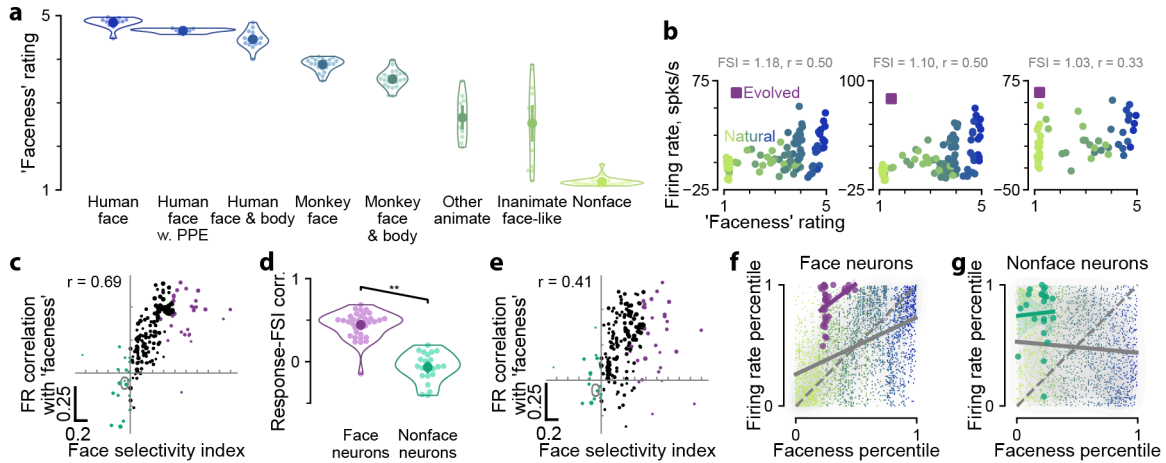 a
'Faceness' rating
5
1
Human
face
Human
face
w. PPE
Human
face & body
Monkey
face
Monkey
face
& body
Other
animate
Inanimate
face-like
Nonface
b
FSI = 1.18, r = 0.50
FSI = 1.10, r = 0.50
FSI = 1.03, r = 0.33
Firing rate, spks/s
75
−25
100
−25
75
−50
Evolved
Natural
1
5
1
5
1
5
'Faceness' rating
c
r = 0.69
FR correlation
with 'faceness'
0.25
0.2
0
Face selectivity index
d
Response-FSI corr.
1
0
**
Face
neurons
Nonface
neurons
e
r = 0.41
FR correlation
with 'faceness'
0.25
0.2
0
Face selectivity index
f
Face neurons
Firing rate percentile
1
0
0
1
Faceness percentile
g
Nonface neurons
Firing rate percentile
1
0
0
1
Faceness percentile